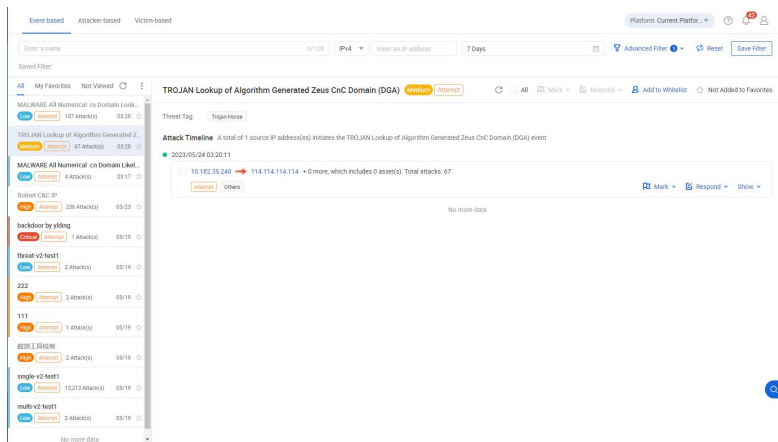 Event-based Attacker-based Victim-based
Platform Current Platfor...
42
Enter a name 0/128 IPv4 Enter an IP address 7 Days
Advanced Filter 1 Reset Save Filter
Saved Filter:
All My Favorites Not Viewed
TROJAN Lookup of Algorithm Generated Zeus CnC Domain (DGA) Medium Attempt
All Mark Respond Add to Whitelist Not Added to Favorites
MALWARE All Numerical .ru Domain Look...
Low Attempt 107 Attack(s) 03:20
TROJAN Lookup of Algorithm Generated Z...
Medium Attempt 67 Attack(s) 03:20
MALWARE All Numerical .cn Domain Likel...
Low Attempt 4 Attack(s) 03:17
Botnet C&C IP
High Attempt 256 Attack(s) 05/23
backdoor by ylding
Critical Attempt 1 Attack(s) 05/19
threat-v2-test1
Low Attempt 2 Attack(s) 05/19
222
High Attempt 2 Attack(s) 05/19
111
High Attempt 1 Attack(s) 05/19
High Attempt 2 Attack(s) 05/19
single-v2-test1
Low Attempt 13,213 Attack(s) 05/19
multi-v2-test1
Low Attempt 2 Attack(s) 05/19
No more data
Threat Tag Trojan Horse
Attack Timeline A total of 1 source IP address(es) initiates the TROJAN Lookup of Algorithm Generated Zeus CnC Domain (DGA) event
2023/05/24 03:20:11
10.182.35.240 114.114.114.114 + 0 more, which includes 0 asset(s). Total attacks: 67
Attempt Others
Mark Respond Show
No more data